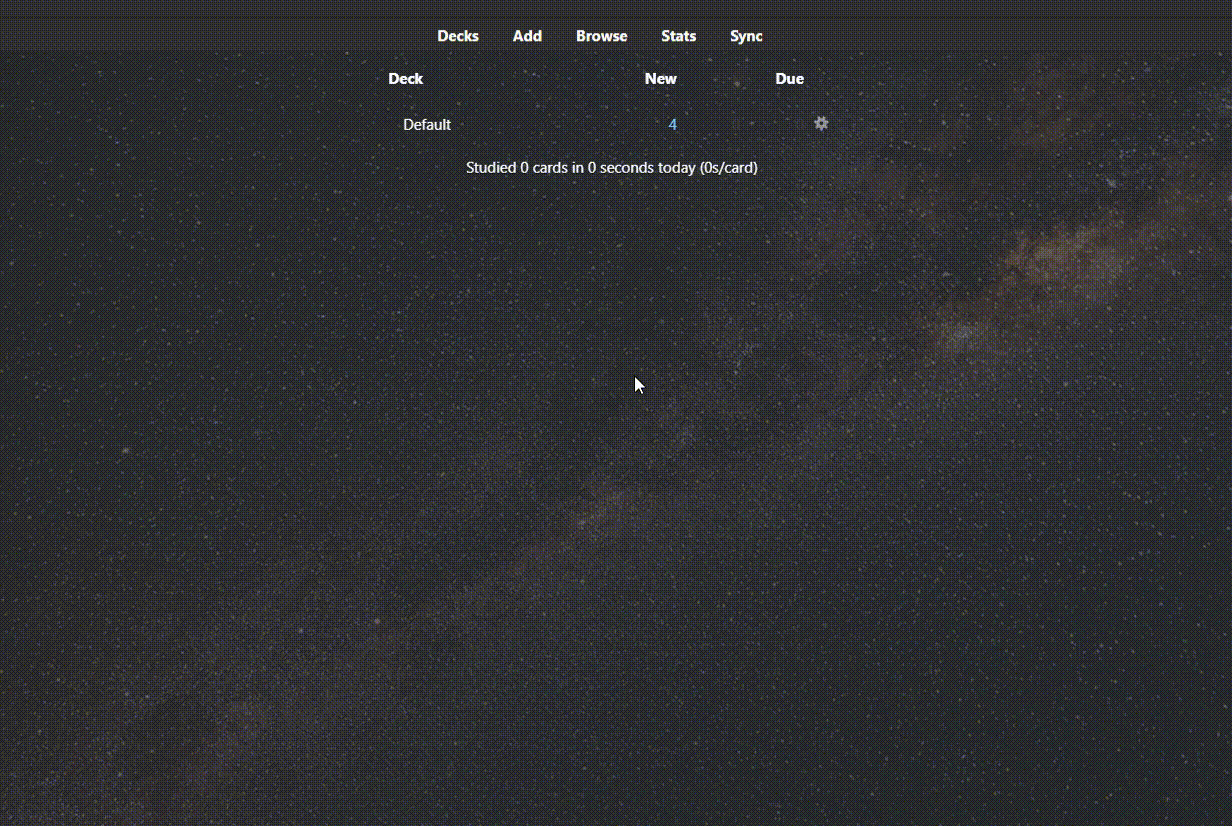 Decks Add Browse Stats Sync
Deck New Due
Default 4
Studied 0 cards in 0 seconds today (0s/card)